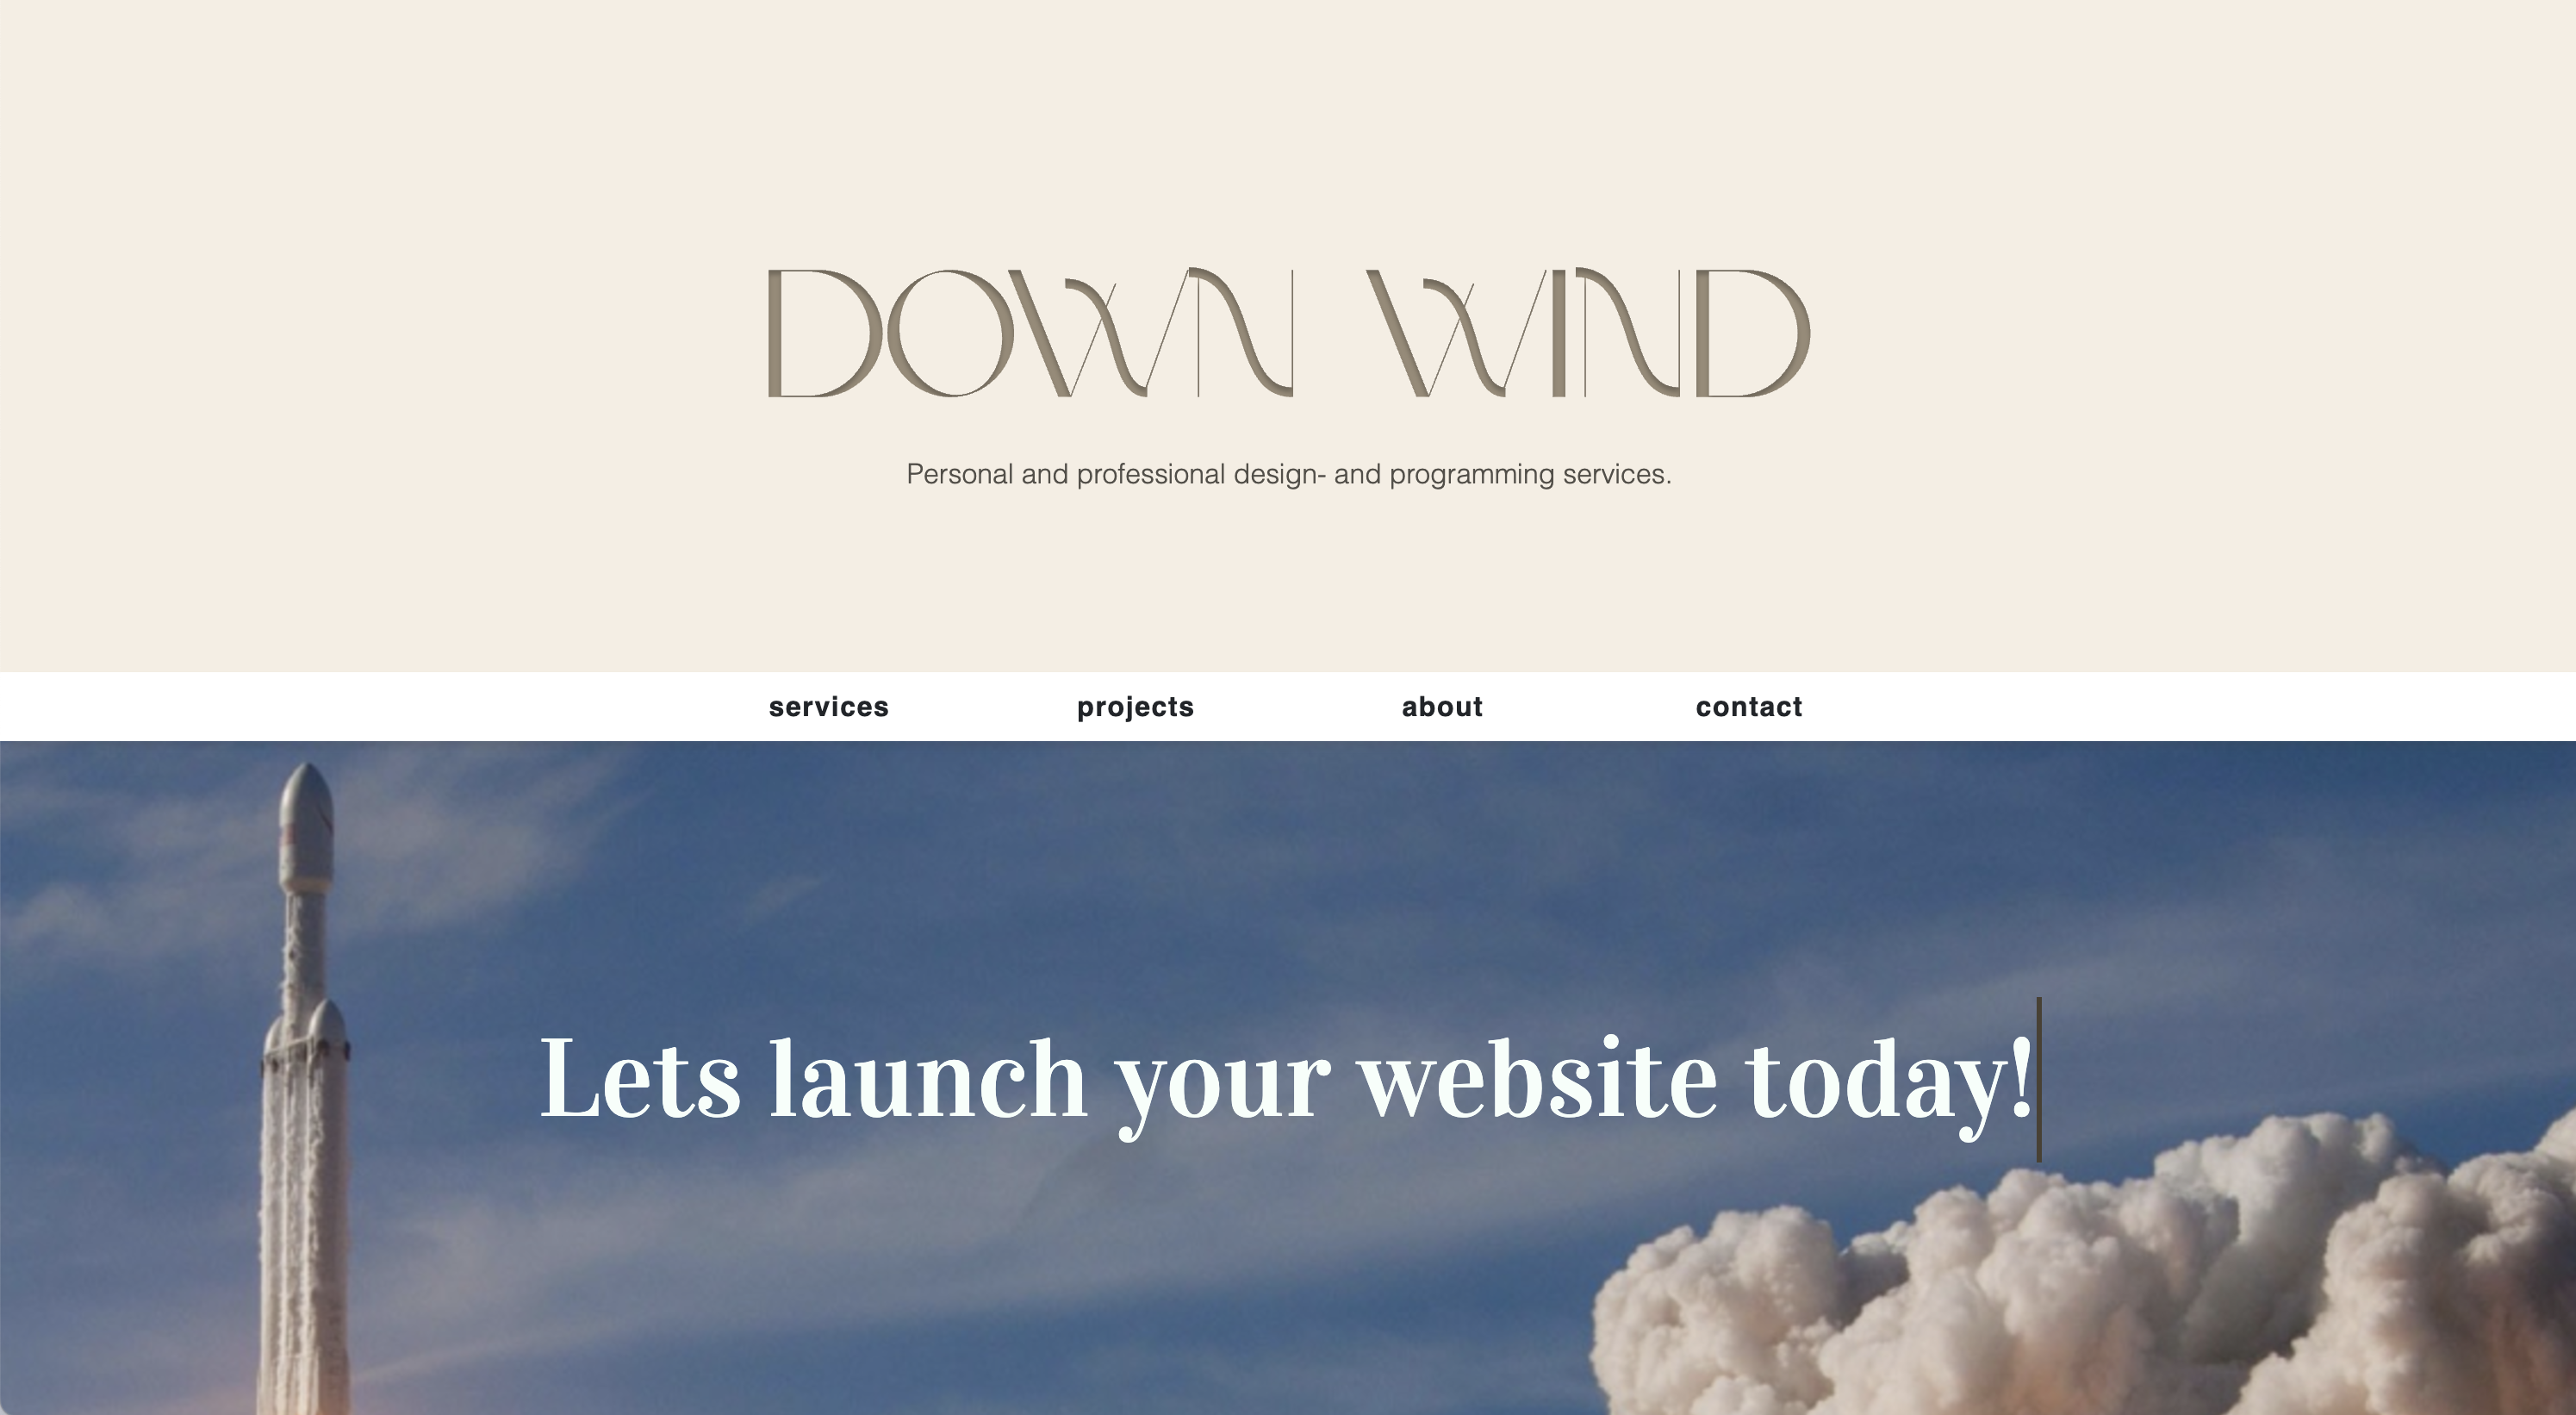 DOWN WIND
Personal and professional design- and programming services.
services projects about contact
Lets launch your website today!